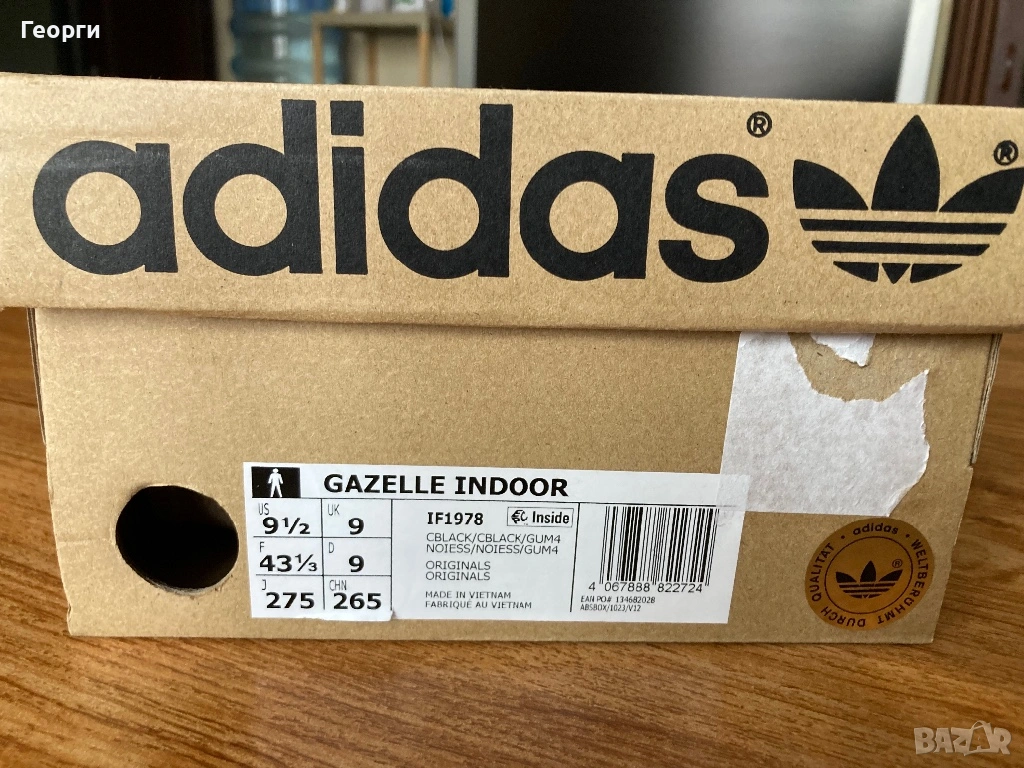 Георги
adidas®
®
GAZELLE INDOOR
US 9½ UK 9
F 43⅓ D 9
J 275 CHN 265
IF1978 Inside
CBLACK/CBLACK/GUM4
NOIESS/NOIESS/GUM4
ORIGINALS
ORIGINALS
MADE IN VIETNAM
FABRIQUÉ AU VIETNAM
4 067888 822724
EAN PO# 134682028
ABSBOX/1023/V12
· adidas · WELTBERÜHMT DURCH QUALITÄT
®
BAZAR